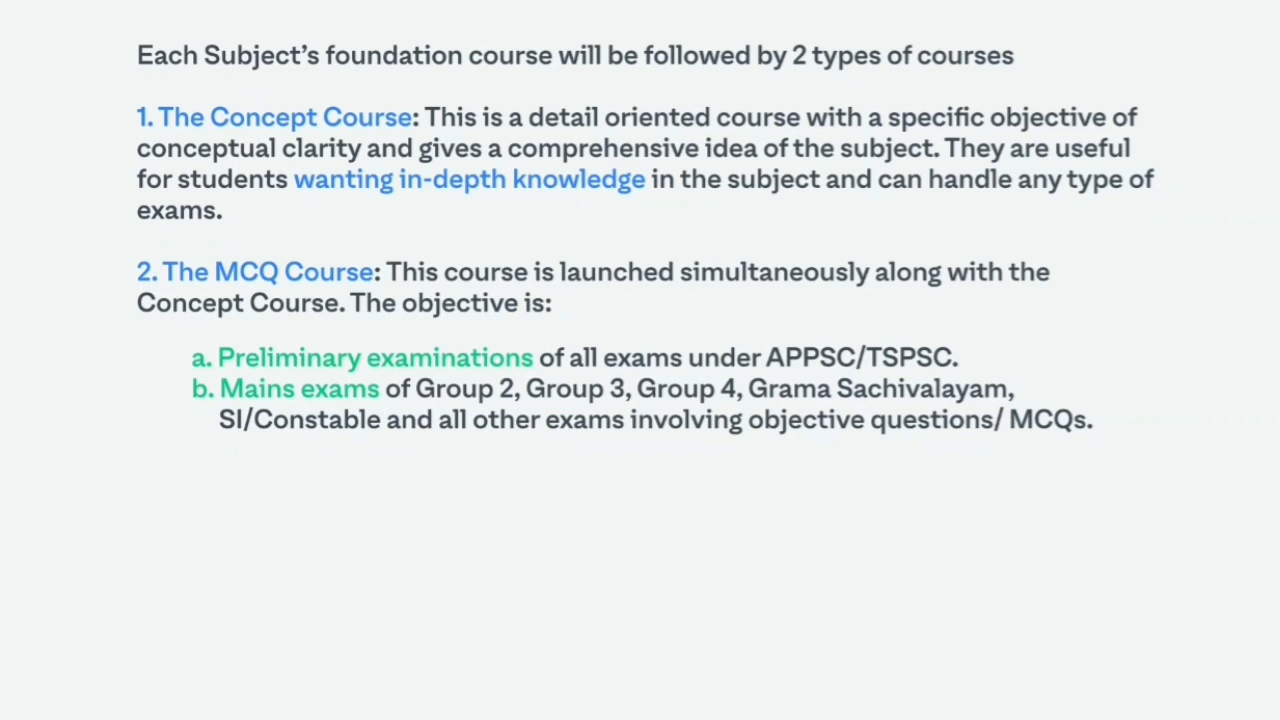 Each Subject's foundation course will be followed by 2 types of courses
1. The Concept Course: This is a detail oriented course with a specific objective of
conceptual clarity and gives a comprehensive idea of the subject. They are useful
for students wanting in-depth knowledge in the subject and can handle any type of
exams.
2. The MCQ Course: This course is launched simultaneously along with the
Concept Course. The objective is:
a. Preliminary examinations of all exams under APPSC/TSPSC.
b. Mains exams of Group 2, Group 3, Group 4, Grama Sachivalayam,
SI/Constable and all other exams involving objective questions/ MCQs.